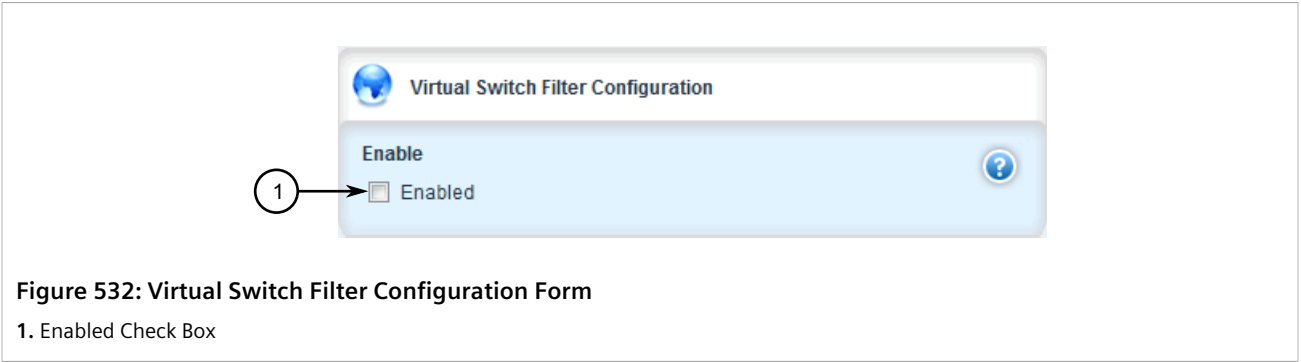 Virtual Switch Filter Configuration
Enable
?
1
Enabled
Figure 532: Virtual Switch Filter Configuration Form
1. Enabled Check Box